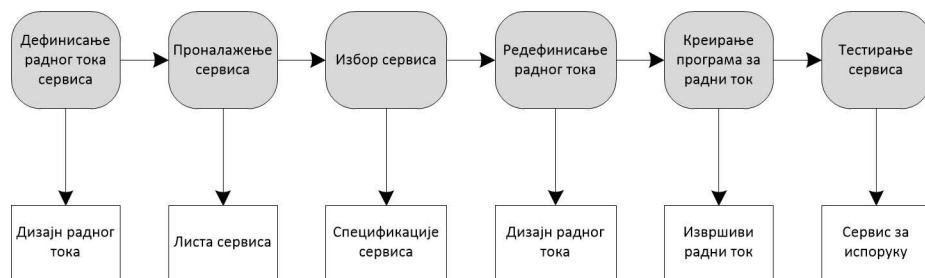 Дефинисање
радног тока
сервиса
Проналажење
сервиса
Избор сервиса
Редефинисање
радног тока
Креирање
програма за
радни ток
Тестирање
сервиса
Дизајн радног
тока
Листа сервиса
Спецификације
сервиса
Дизајн радног
тока
Извршиви
радни ток
Сервис за
испоруку